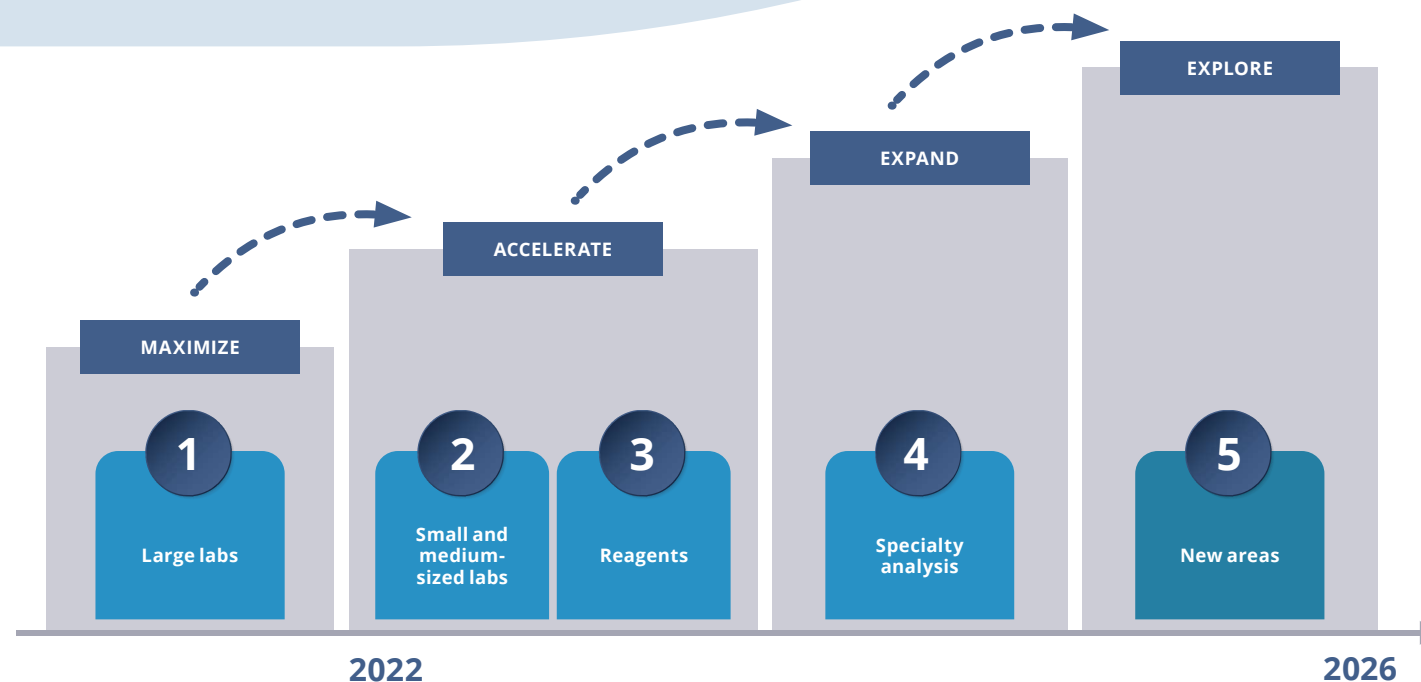 EXPLORE
EXPAND
ACCELERATE
MAXIMIZE
1
2
3
4
5
Large labs
Small and
medium-
sized labs
Reagents
Specialty
analysis
New areas
2022
2026